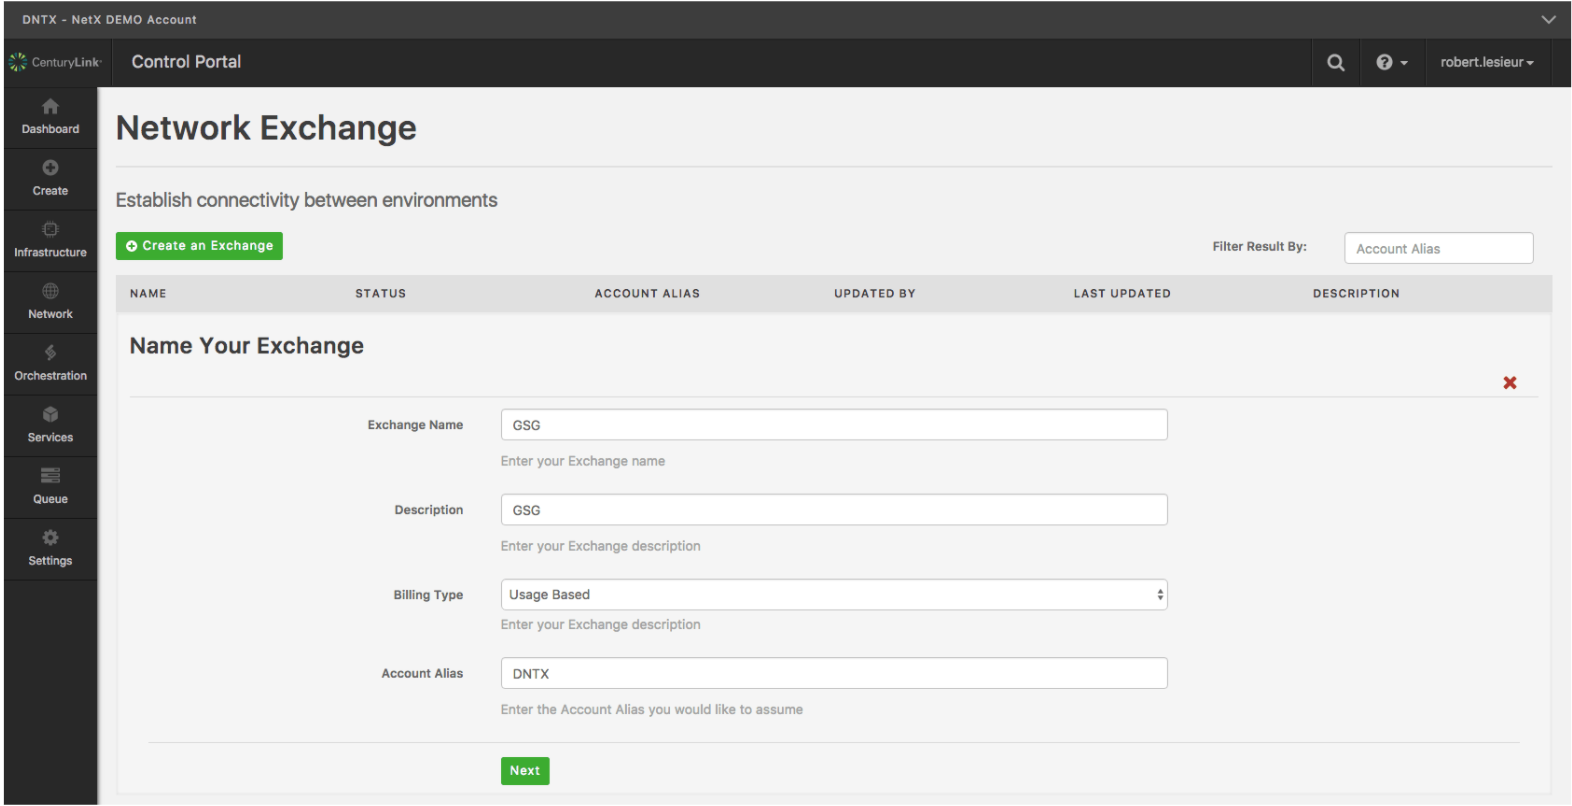 DNTX - NetX DEMO Account
CenturyLink
Control Portal
robert.lesieur
Dashboard
Create
Infrastructure
Network
Orchestration
Services
Queue
Settings
Network Exchange
Establish connectivity between environments
Create an Exchange
Filter Result By: Account Alias
NAME STATUS ACCOUNT ALIAS UPDATED BY LAST UPDATED DESCRIPTION
Name Your Exchange
Exchange Name GSG
Enter your Exchange name
Description GSG
Enter your Exchange description
Billing Type Usage Based
Enter your Exchange description
Account Alias DNTX
Enter the Account Alias you would like to assume
Next